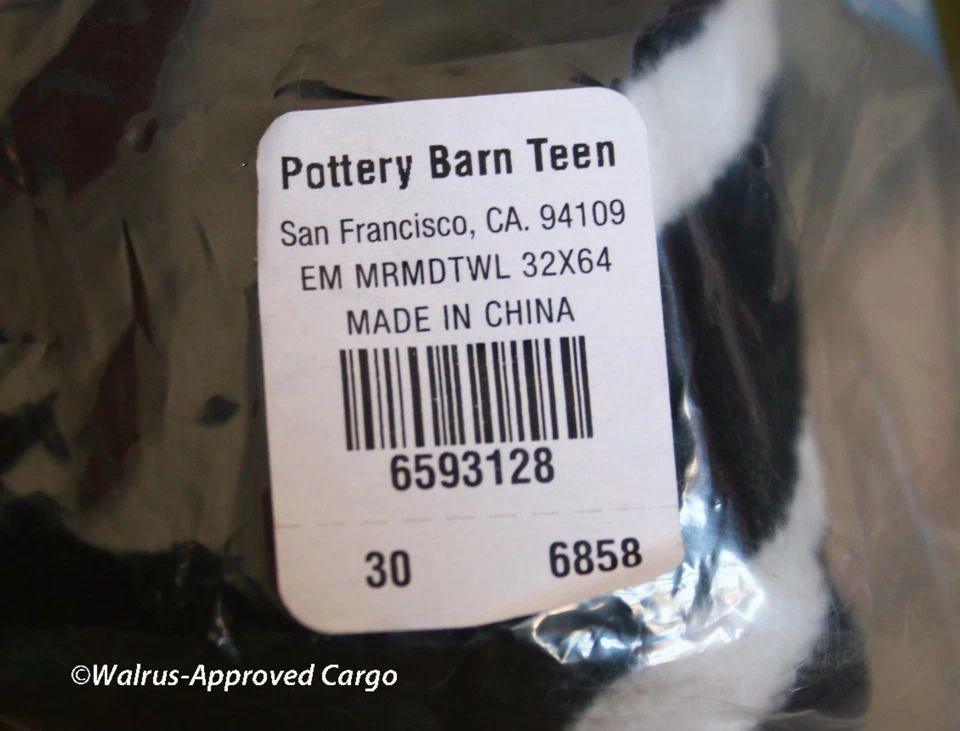 Pottery Barn Teen
San Francisco, CA. 94109
EM MRMDTWL 32X64
MADE IN CHINA
6593128
30 6858
©Walrus-Approved Cargo